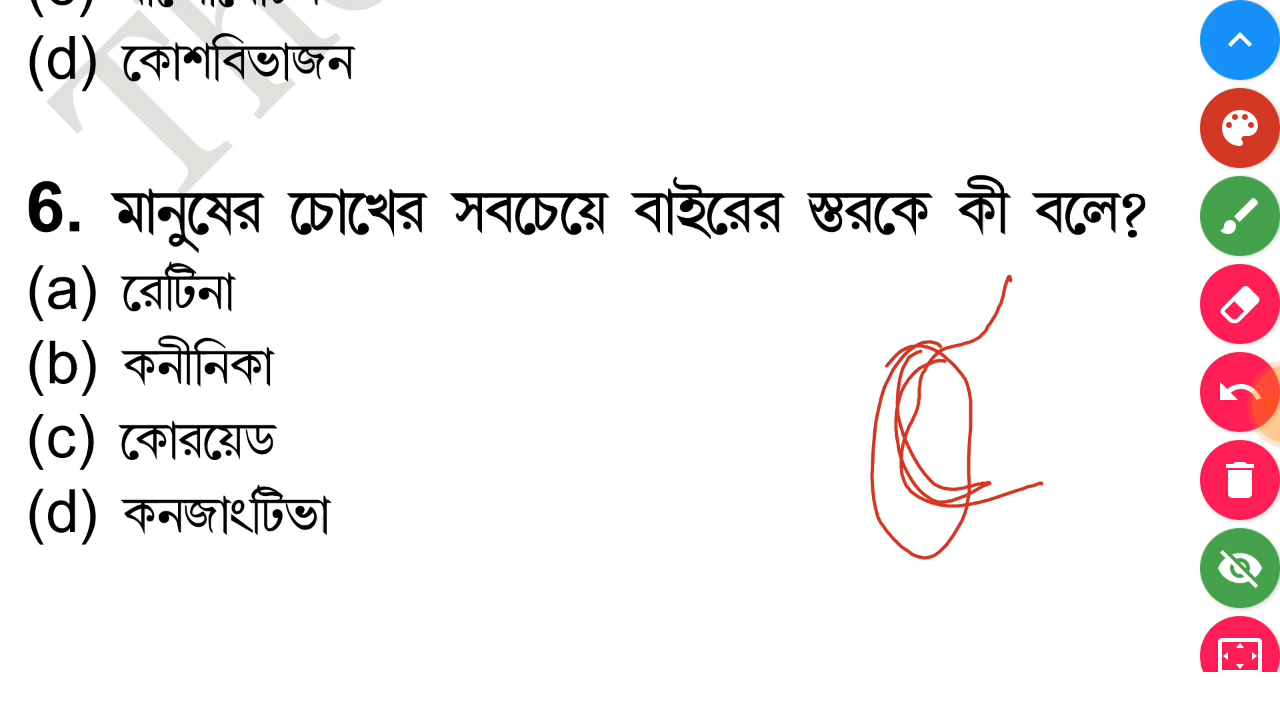 (d) কোশবিভাজন
6. মানুষের চোখের সবচেয়ে বাইরের স্তরকে কী বলে?
(a) রেটিনা
(b) কনীনিকা
(c) কোরয়েড
(d) কনজাংটিভা